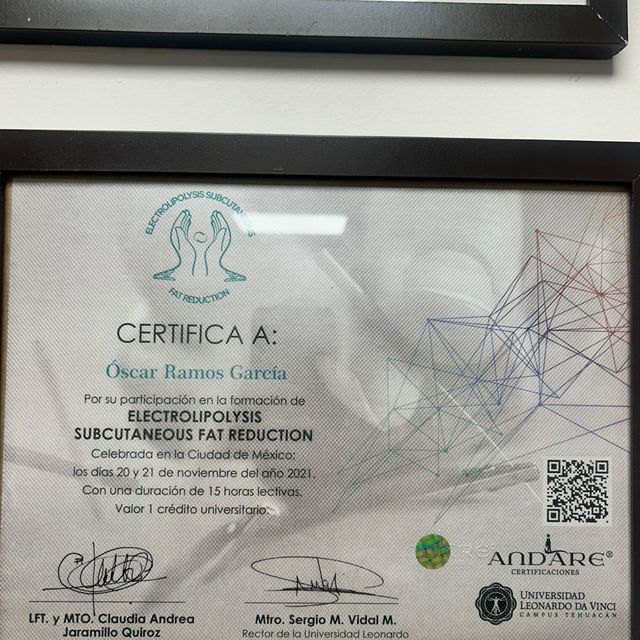 ELECTROLIPOLYSIS SUBCUTANEOUS
FAT REDUCTION
CERTIFICA A:
Óscar Ramos García
Por su participación en la formación de
ELECTROLIPOLYSIS
SUBCUTANEOUS FAT REDUCTION
Celebrada en la Ciudad de México:
los días 20 y 21 de noviembre del año 2021.
Con una duración de 15 horas lectivas.
Valor 1 crédito universitario.
LFT. y MTO. Claudia Andrea
Jaramillo Quiroz
Mtro. Sergio M. Vidal M.
Rector de la Universidad Leonardo
ANDARE®
CERTIFICACIONES
UNIVERSIDAD
LEONARDO DA VINCI
CAMPUS TEHUACÁN